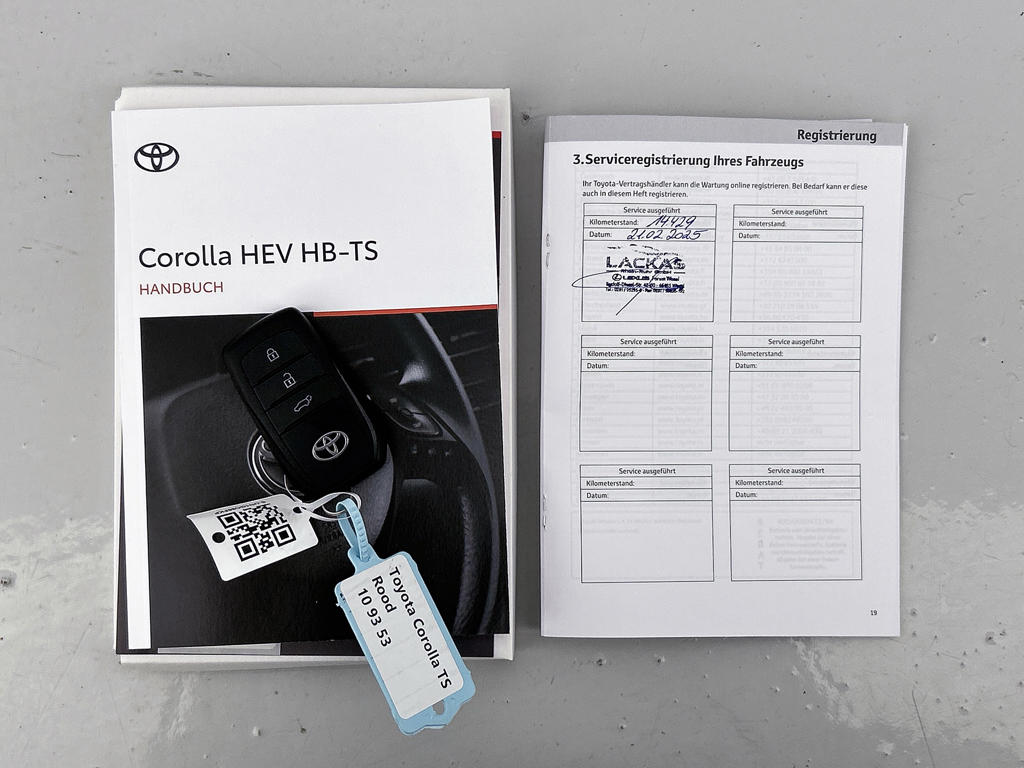 Corolla HEV HB-TS
HANDBUCH
Toyota Corolla TS
Rood
10 93 53
Registrierung
3. Serviceregistrierung Ihres Fahrzeugs
Ihr Toyota-Vertragshändler kann die Wartung online registrieren. Bei Bedarf kann er diese
auch in diesem Heft registrieren.
Service ausgeführt
Kilometerstand: 14.429
Datum: 21.02.2025
LACKAS
Service ausgeführt
Kilometerstand:
Datum:
Service ausgeführt
Kilometerstand:
Datum:
Service ausgeführt
Kilometerstand:
Datum:
Service ausgeführt
Kilometerstand:
Datum:
Service ausgeführt
Kilometerstand:
Datum:
19